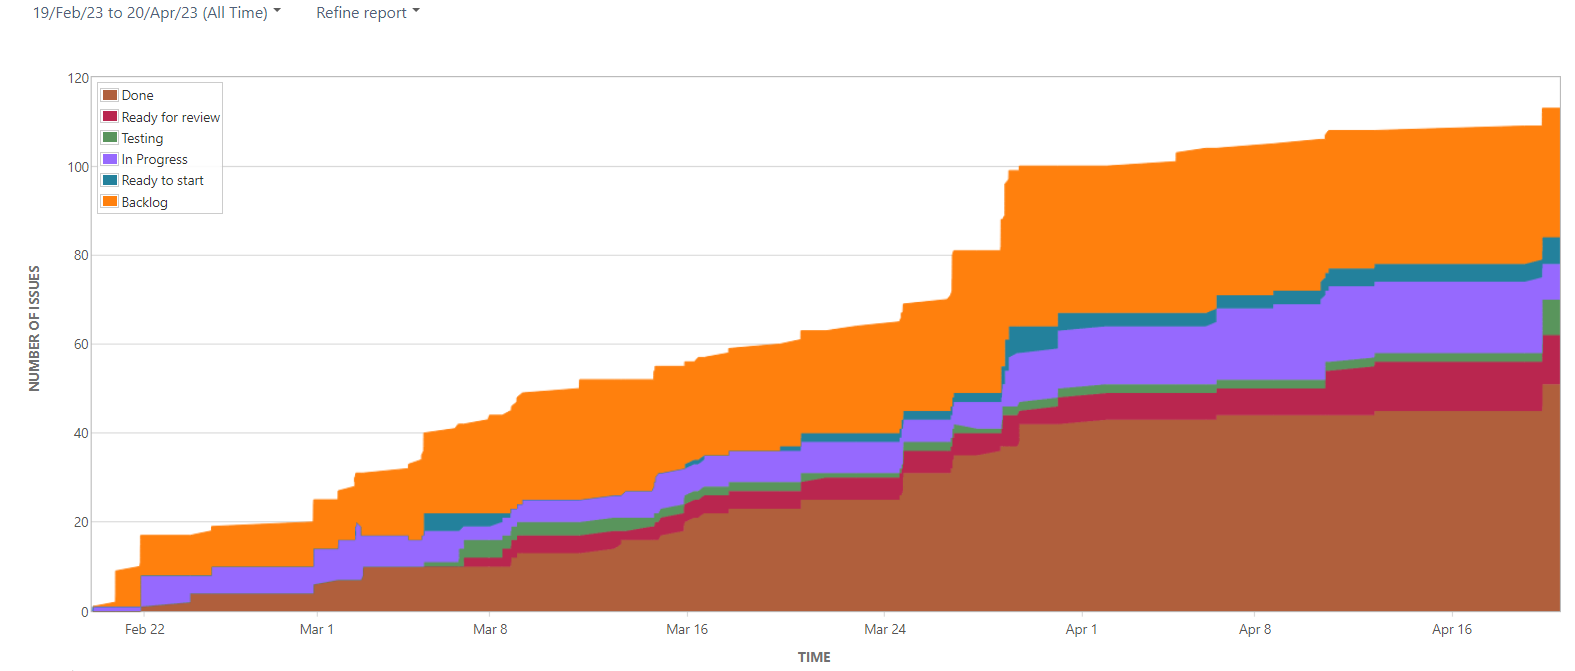 19/Feb/23 to 20/Apr/23 (All Time) Refine report
120
Done
Ready for review
Testing
In Progress
Ready to start
Backlog
100
80
60
40
20
0
NUMBER OF ISSUES
Feb 22 Mar 1 Mar 8 Mar 16 Mar 24 Apr 1 Apr 8 Apr 16
TIME